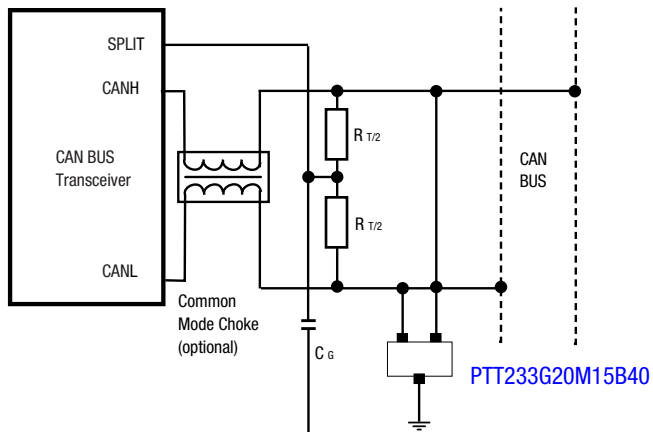 SPLIT
CANH
CAN BUS
Transceiver
CANL
Common
Mode Choke
(optional)
R T/2
R T/2
C G
CAN
BUS
PTT233G20M15B40